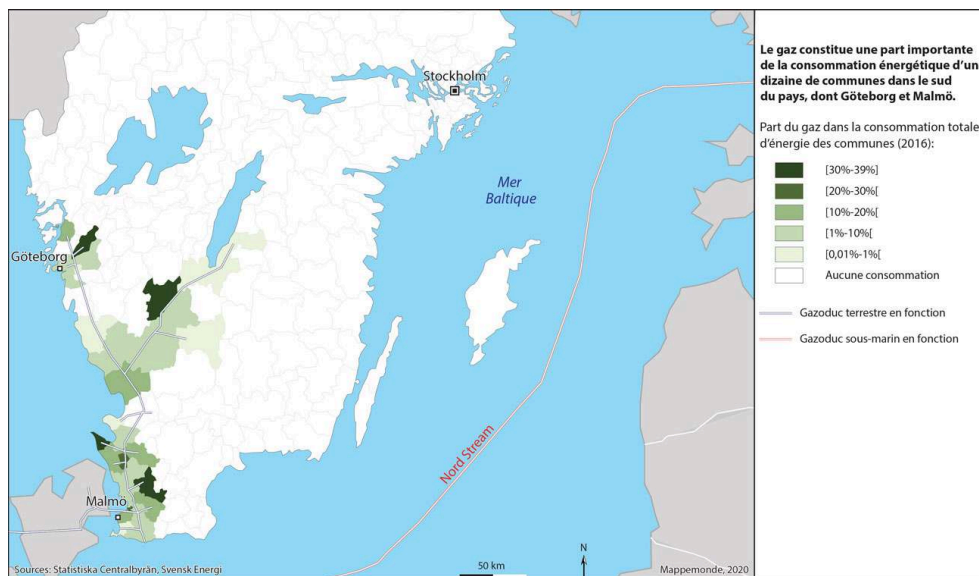 Stockholm
Mer
Baltique
Göteborg
Malmö
Nord Stream
Sources: Statistiska Centralbyrån, Svensk Energi
50 km
N
Mappemonde, 2020
Le gaz constitue une part importante
de la consommation énergétique d'un
dizaine de communes dans le sud
du pays, dont Göteborg et Malmö.
Part du gaz dans la consommation totale
d'énergie des communes (2016):
[30%-39%]
[20%-30%[
[10%-20%[
[1%-10%[
[0,01%-1%[
Aucune consommation
Gazoduc terrestre en fonction
Gazoduc sous-marin en fonction